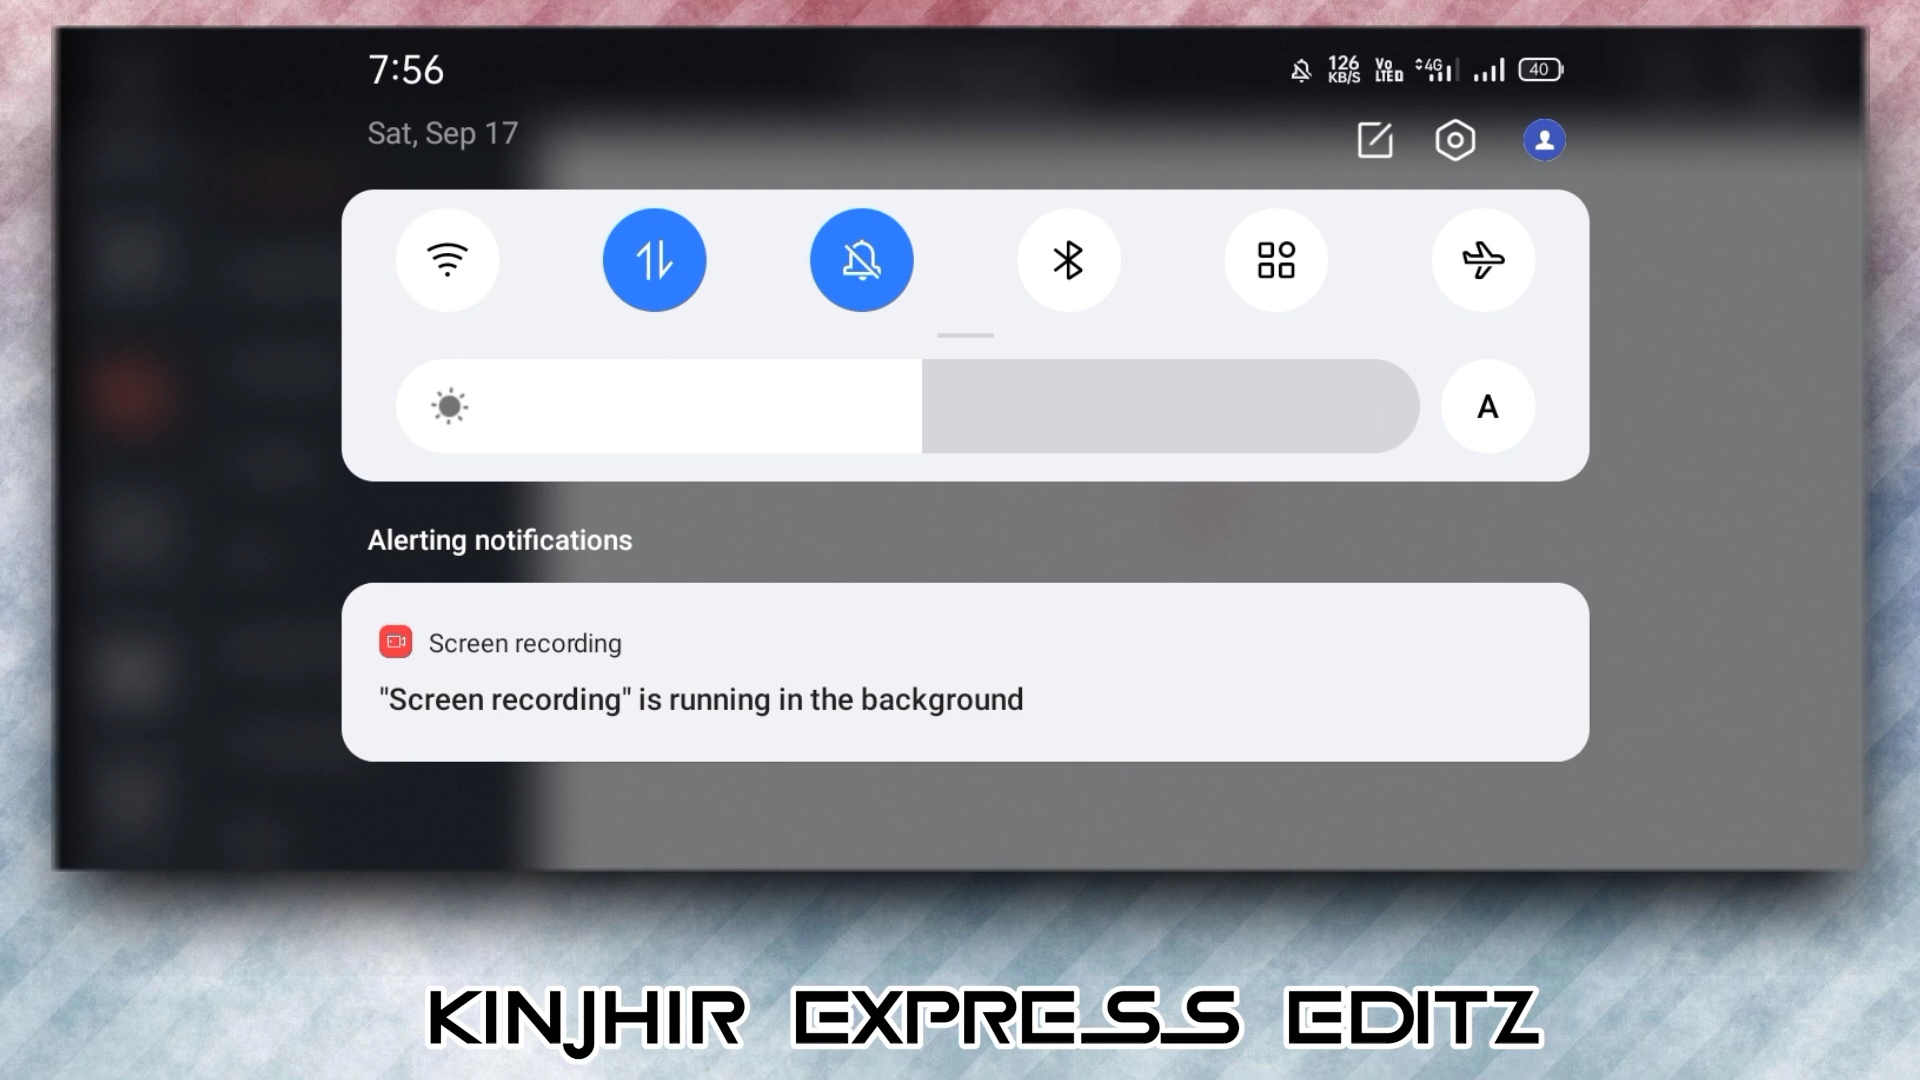 7:56
126 KB/S Vo LTE D 4G 40
Sat, Sep 17
A
Alerting notifications
Screen recording
"Screen recording" is running in the background
KINJHIR EXPRESS EDITZ